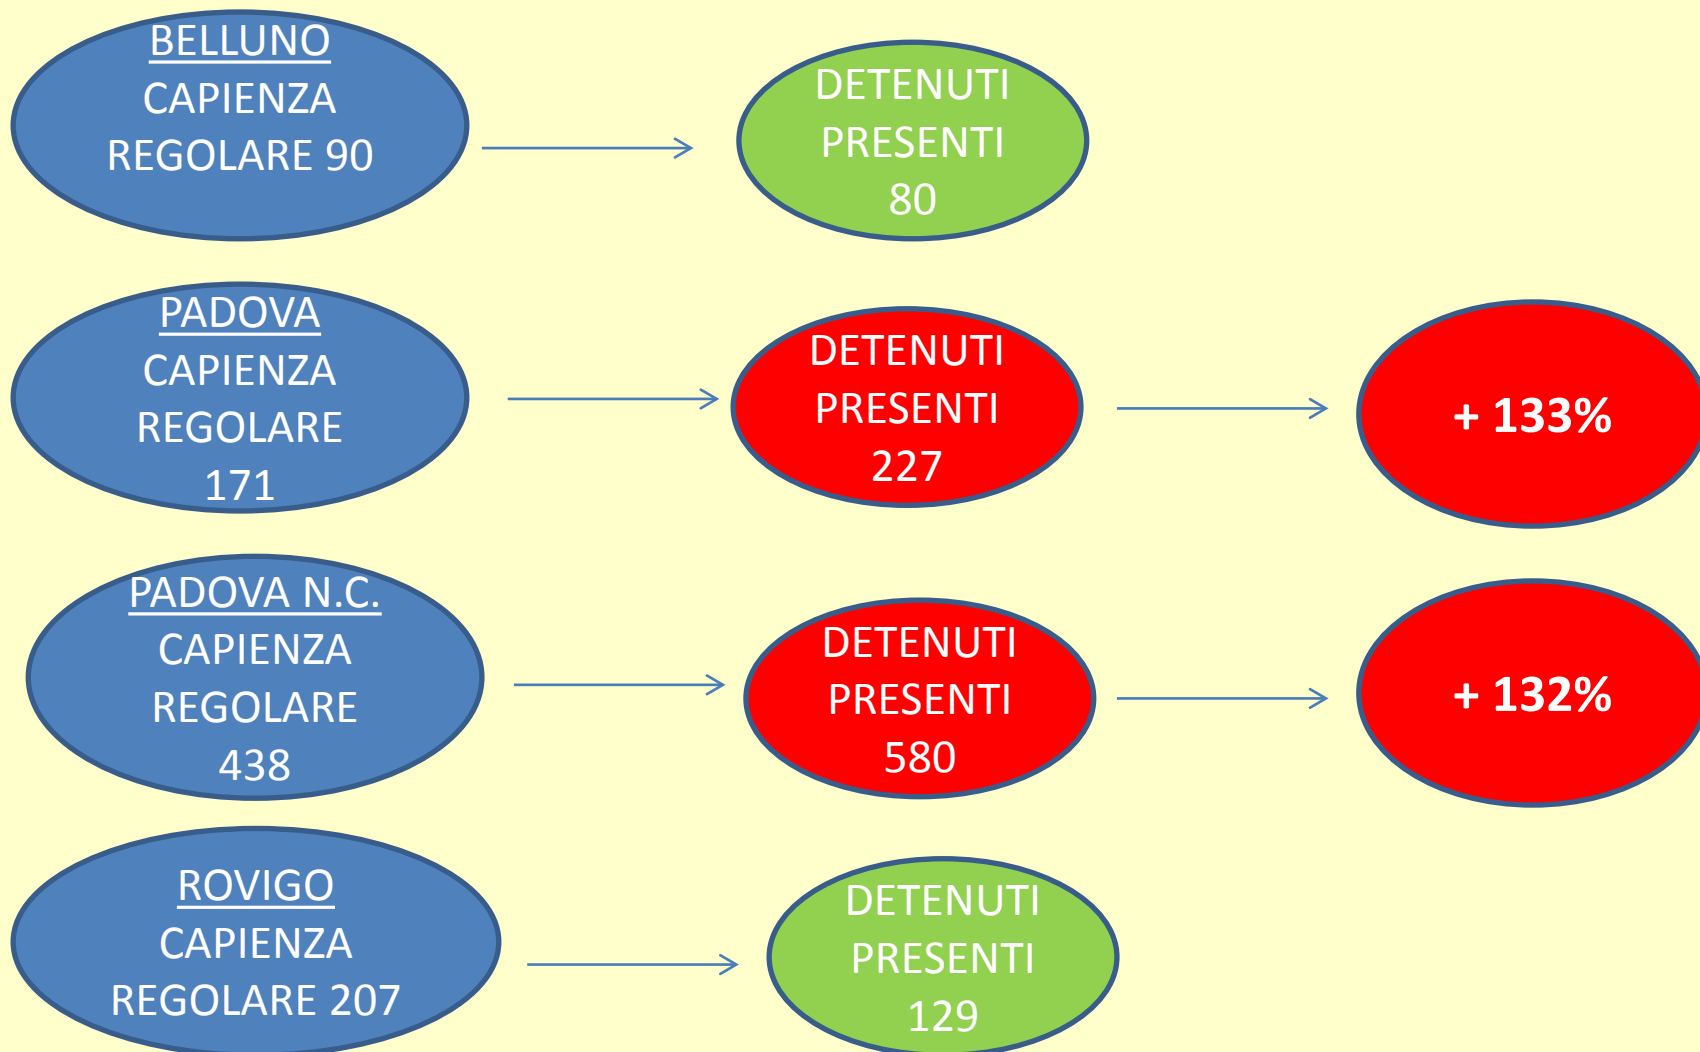 BELLUNO
CAPIENZA
REGOLARE 90
DETENUTI
PRESENTI
80
PADOVA
CAPIENZA
REGOLARE
171
DETENUTI
PRESENTI
227
+ 133%
PADOVA N.C.
CAPIENZA
REGOLARE
438
DETENUTI
PRESENTI
580
+ 132%
ROVIGO
CAPIENZA
REGOLARE 207
DETENUTI
PRESENTI
129